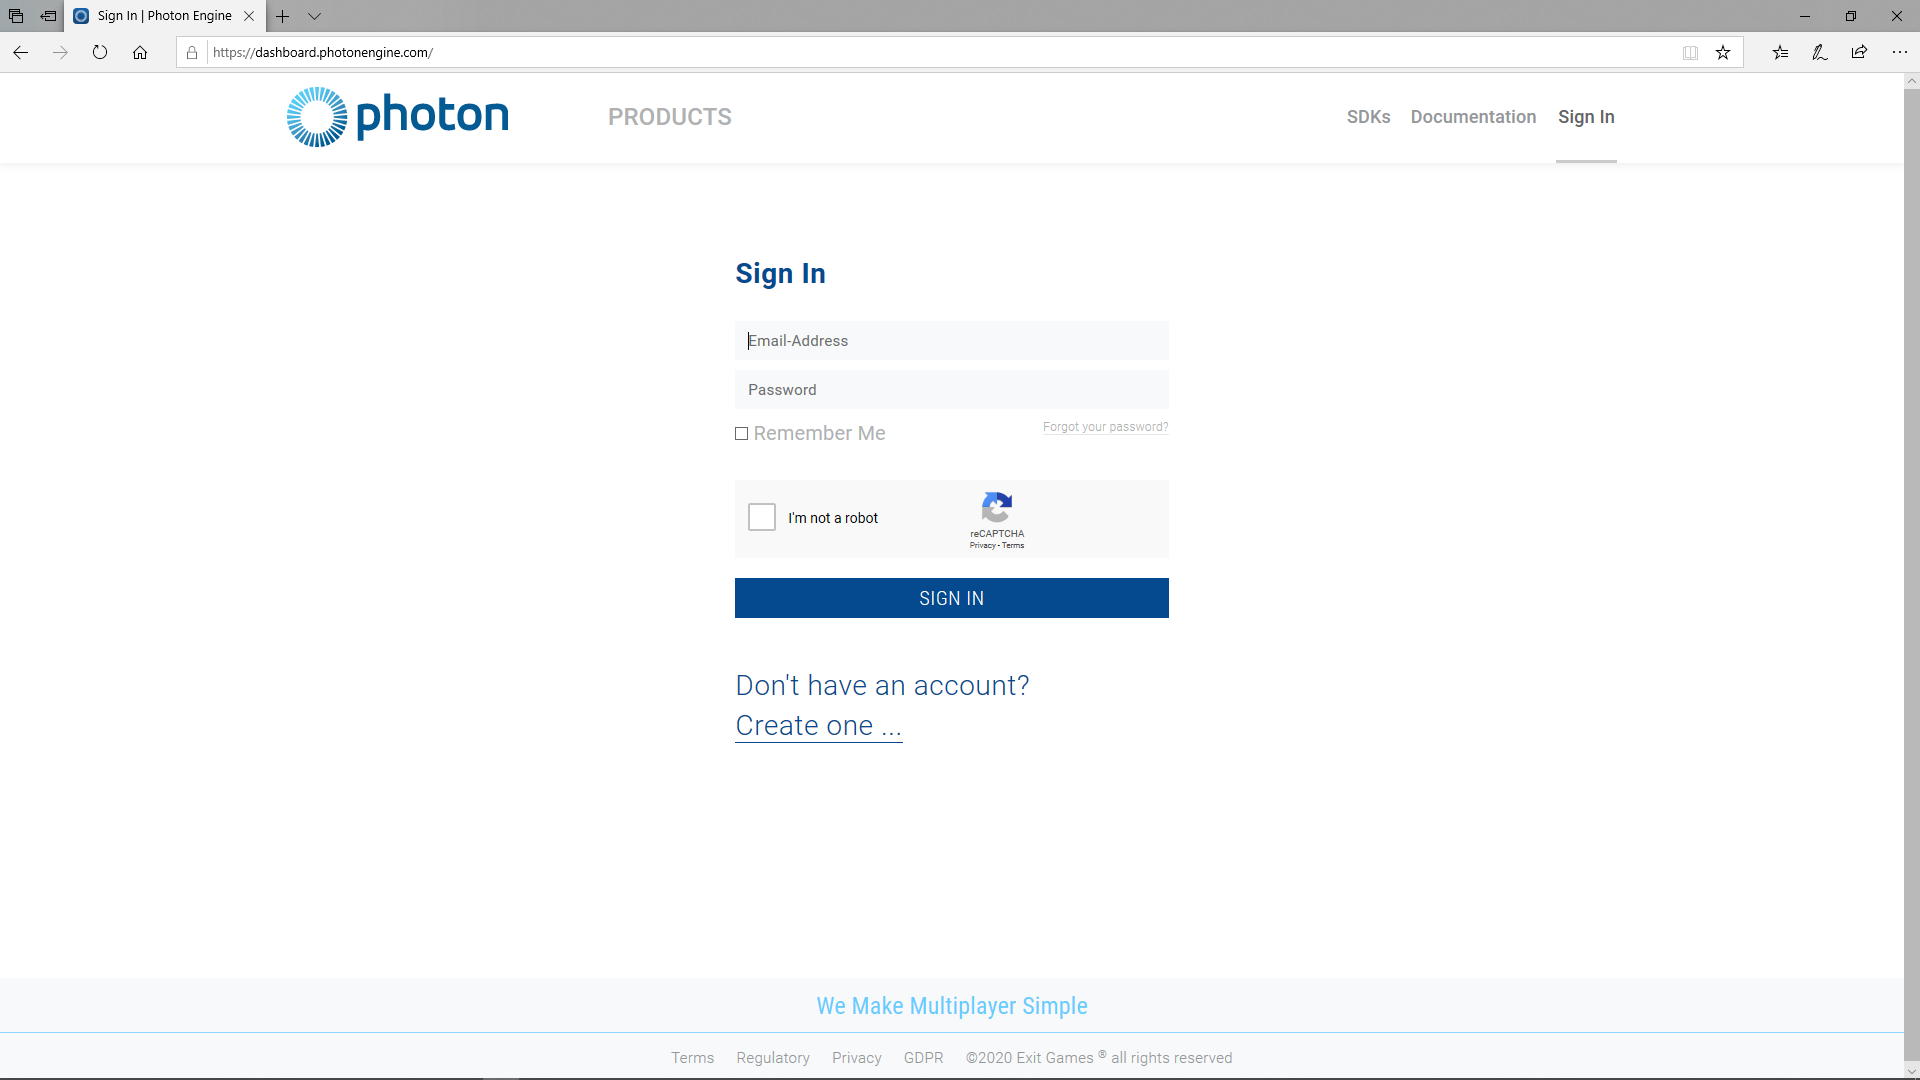 Sign In | Photon Engine
https://dashboard.photonengine.com/
photon
PRODUCTS
SDKs Documentation Sign In
Sign In
Email-Address
Password
Remember Me
Forgot your password?
I'm not a robot
reCAPTCHA
Privacy - Terms
SIGN IN
Don't have an account?
Create one ...
We Make Multiplayer Simple
Terms Regulatory Privacy GDPR ©2020 Exit Games ® all rights reserved